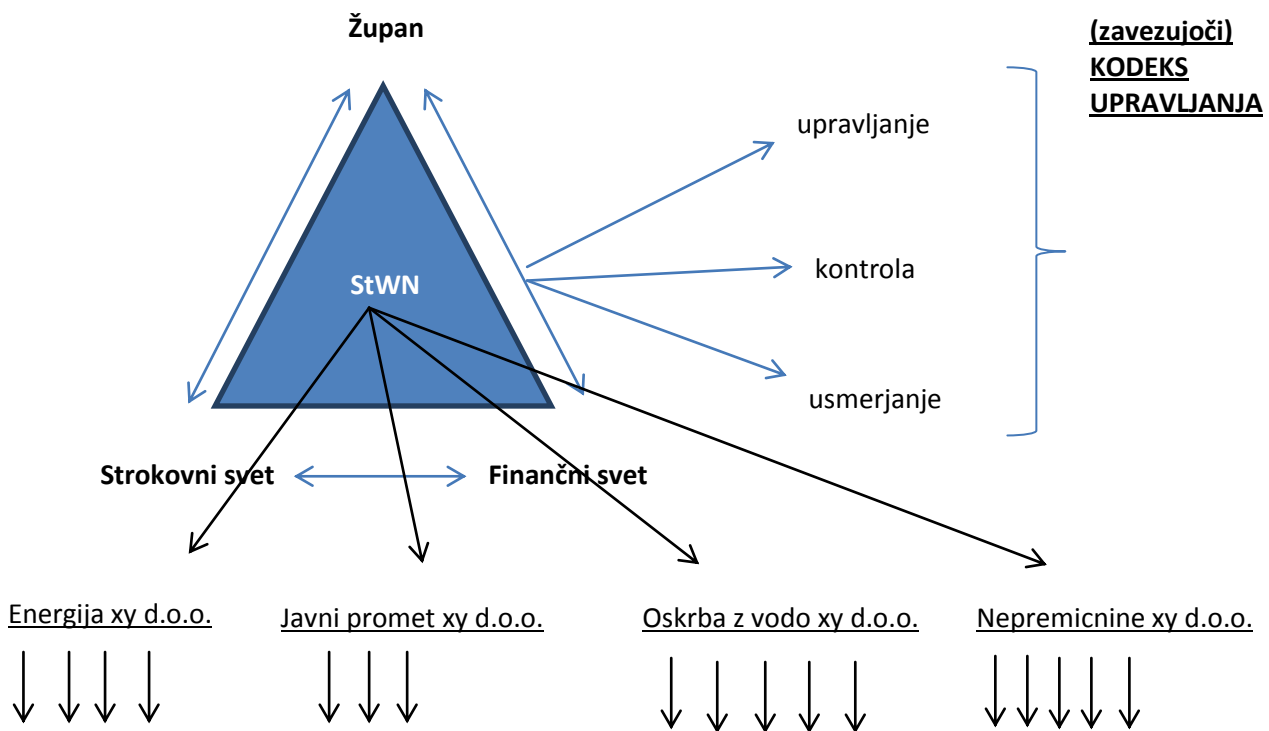 Župan
(zavezujoči)
KODEKS
UPRAVLJANJA
upravljanje
kontrola
StWN
usmerjanje
Strokovni svet
Finančni svet
Energija xy d.o.o.
Javni promet xy d.o.o.
Oskrba z vodo xy d.o.o.
Nepremicnine xy d.o.o.